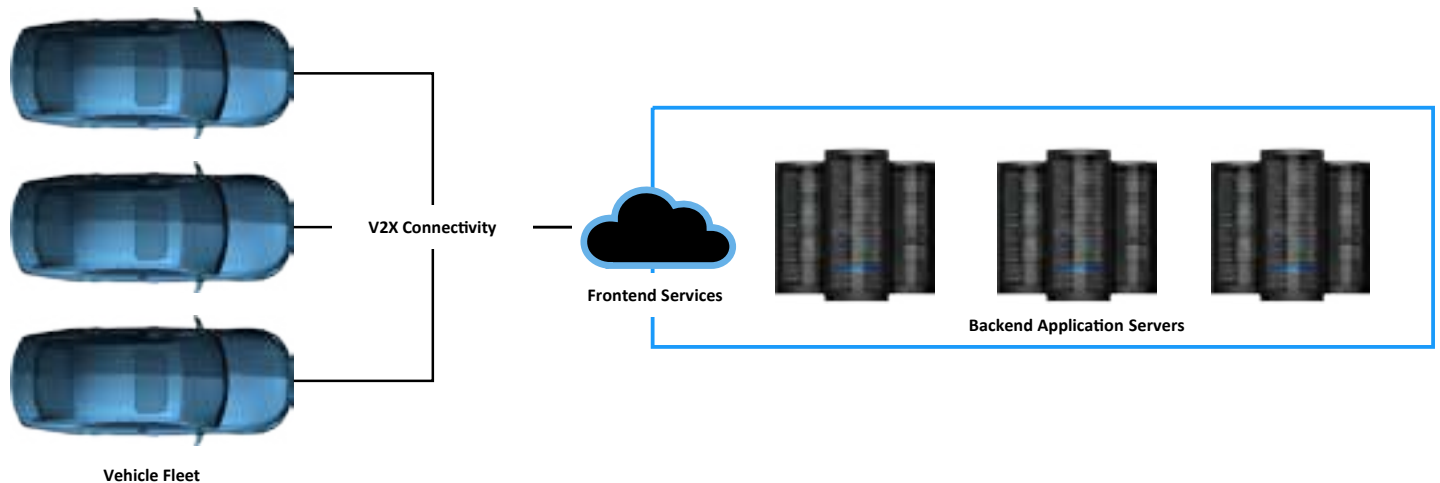 V2X Connectivity
Frontend Services
Backend Application Servers
Vehicle Fleet